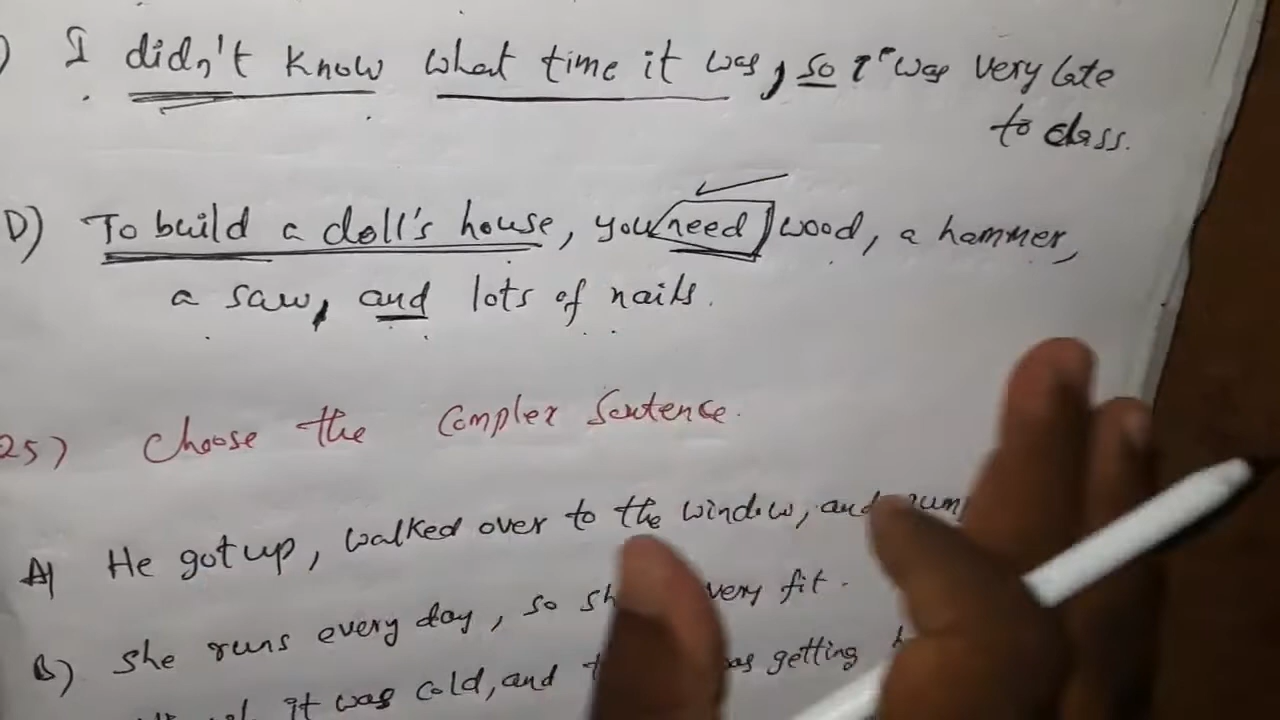 ) I didn't know what time it was, so I was very late
to class.
D) To build a doll's house, you need wood, a hammer,
a saw, and lots of nails.
25) Choose the Complex Sentence.
A) He got up, walked over to the window, and
B) She runs every day, so very fit.
it was cold, and getting